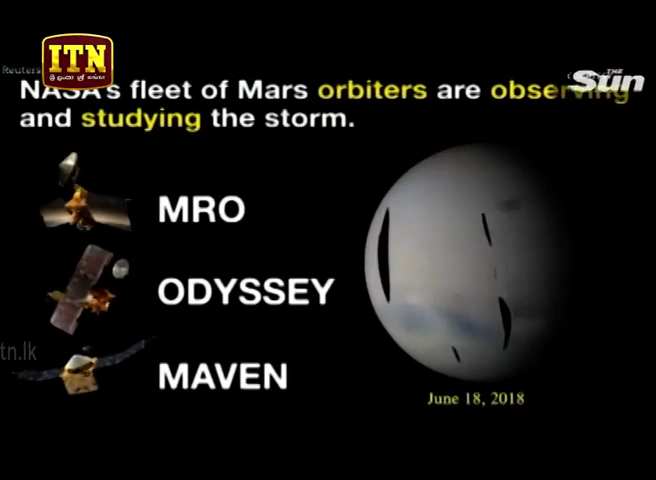 ITN
ශ්‍රී ලංකා
Reuters
THE
Sun
NASA's fleet of Mars orbiters are observing
and studying the storm.
MRO
ODYSSEY
tn.lk
MAVEN
June 18, 2018